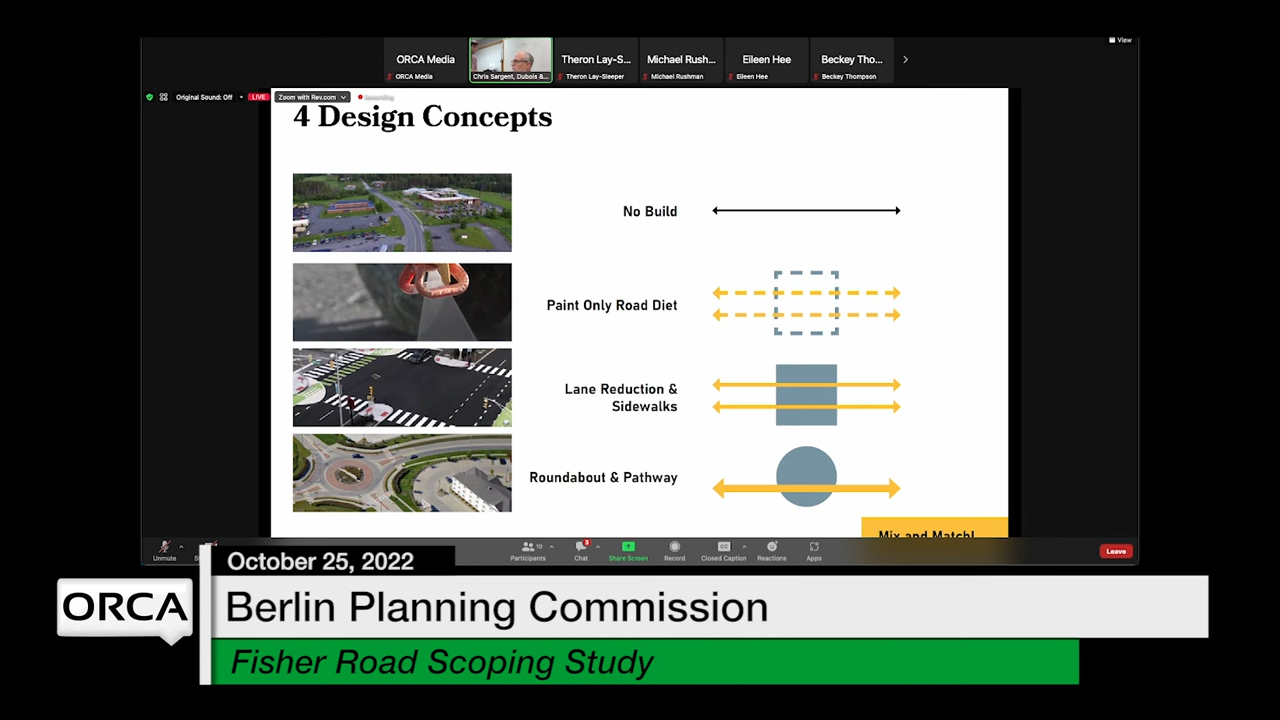 View
ORCA Media
Theron Lay-S...
Michael Rush...
Eileen Hee
Beckey Tho...
ORCA Media
Chris Sargent, Dubois &...
Theron Lay-Sleeper
Michael Rushman
Eileen Hee
Beckey Thompson
Original Sound: Off
LIVE
Zoom with Rev.com
Recording
4 Design Concepts
No Build
Paint Only Road Diet
Lane Reduction &
Sidewalks
Roundabout & Pathway
Mix and Match!
Unmute
Participants
10
Chat
Share Screen
Record
CC
Closed Caption
Reactions
Apps
Leave
October 25, 2022
ORCA
Berlin Planning Commission
Fisher Road Scoping Study